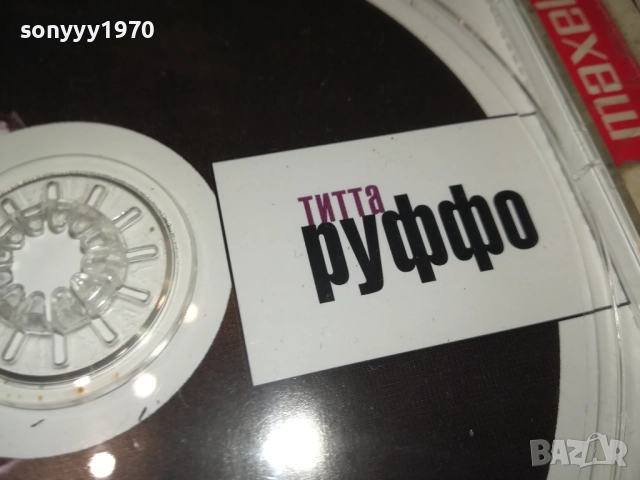 sonyyy1970
maxell
титта
руффо
BAZAR